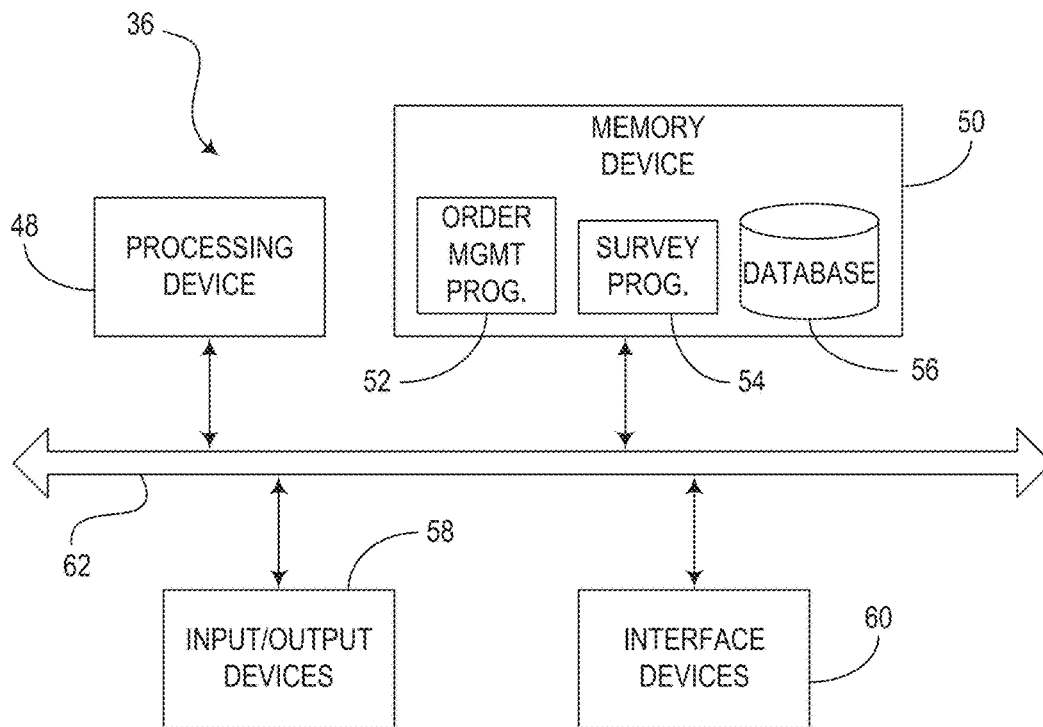 36
MEMORY
DEVICE
50
48
PROCESSING
DEVICE
ORDER
MGMT
PROG.
SURVEY
PROG.
DATABASE
52
54
56
62
58
INPUT/OUTPUT
DEVICES
INTERFACE
DEVICES
60